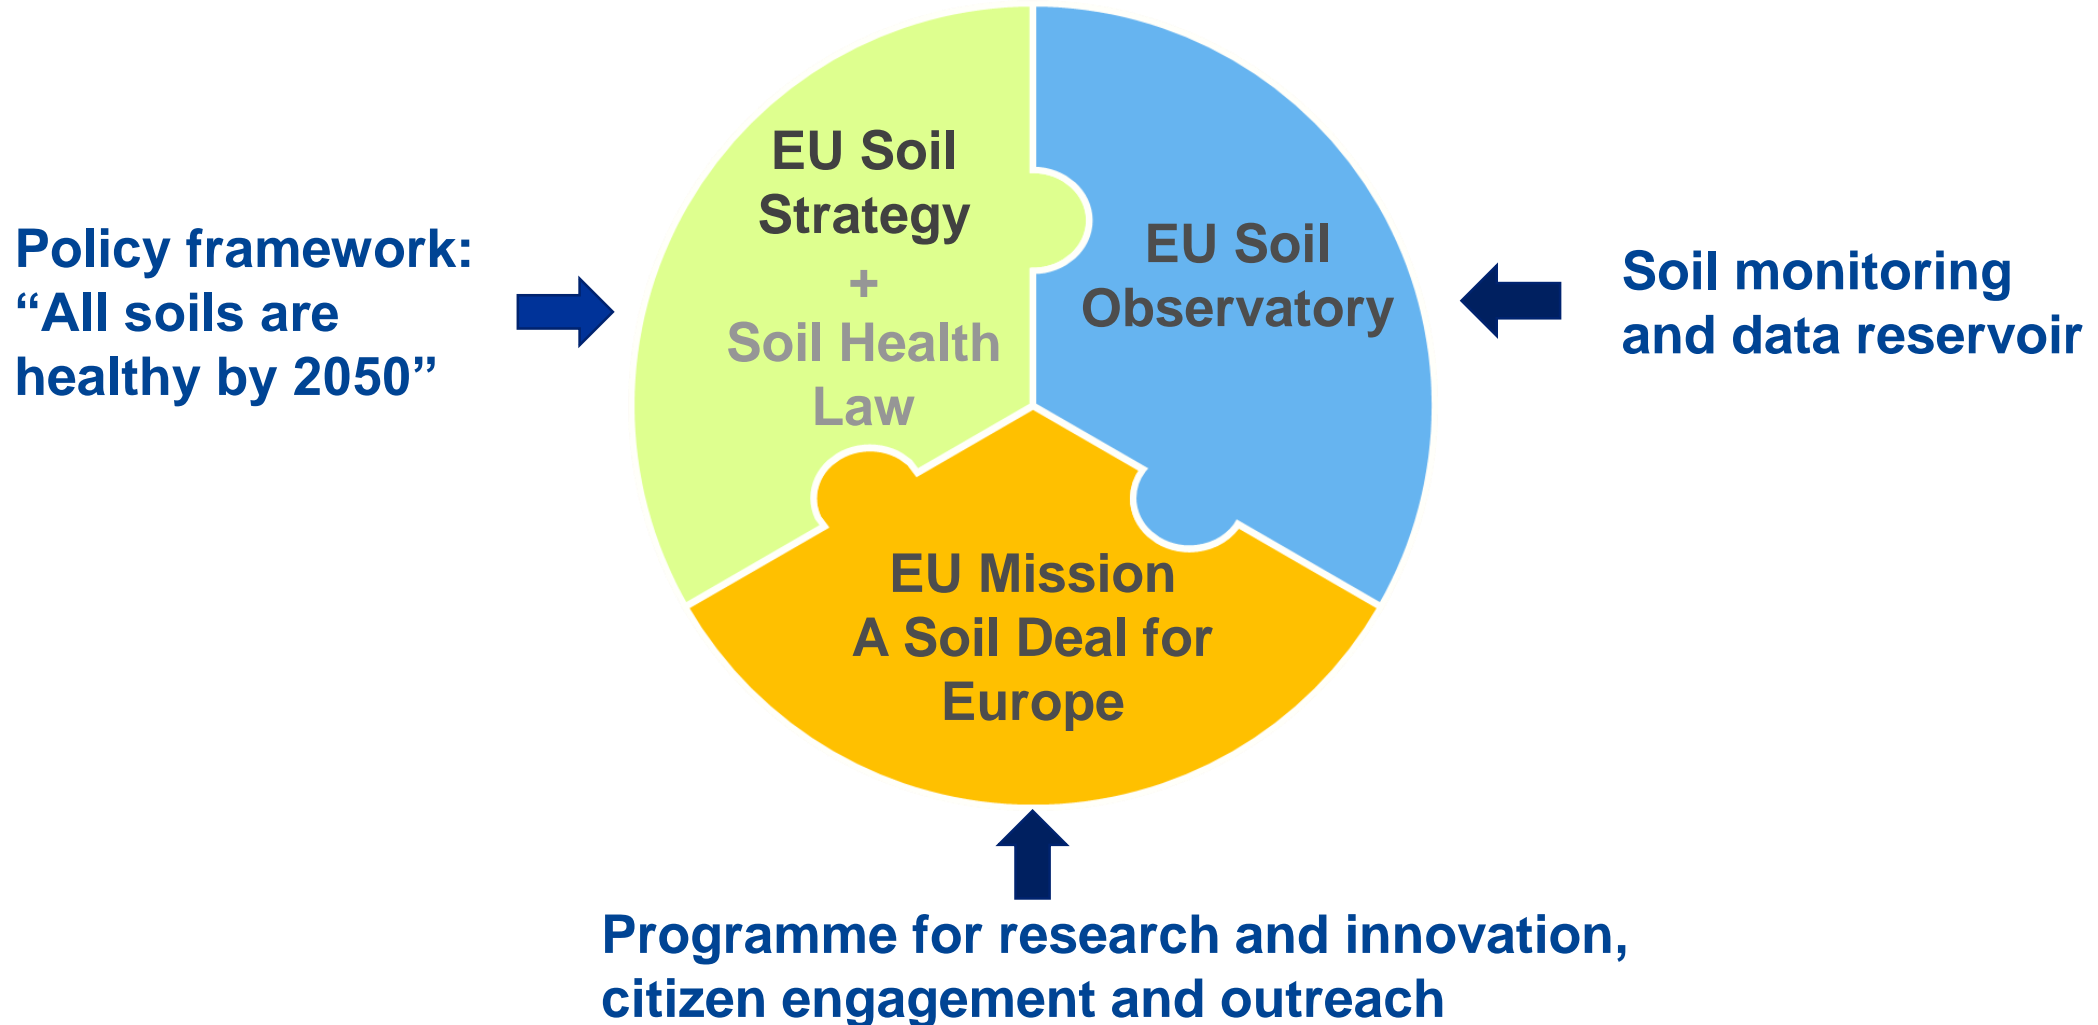 Policy framework:
“All soils are
healthy by 2050”
EU Soil
Strategy
+
Soil Health
Law
EU Soil
Observatory
Soil monitoring
and data reservoir
EU Mission
A Soil Deal for
Europe
Programme for research and innovation,
citizen engagement and outreach